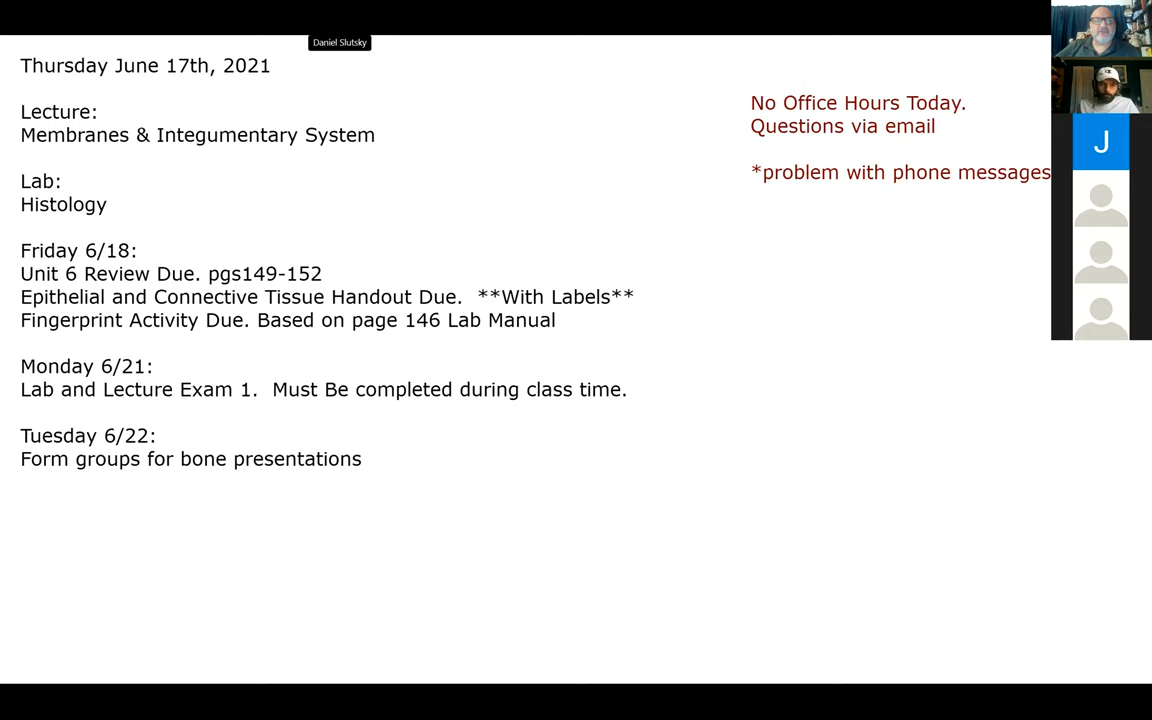 Daniel Slutsky
Thursday June 17th, 2021
Lecture:
Membranes & Integumentary System
Lab:
Histology
Friday 6/18:
Unit 6 Review Due. pgs149-152
Epithelial and Connective Tissue Handout Due.  **With Labels**
Fingerprint Activity Due. Based on page 146 Lab Manual
Monday 6/21:
Lab and Lecture Exam 1.  Must Be completed during class time.
Tuesday 6/22:
Form groups for bone presentations
No Office Hours Today.
Questions via email
*problem with phone messages
J